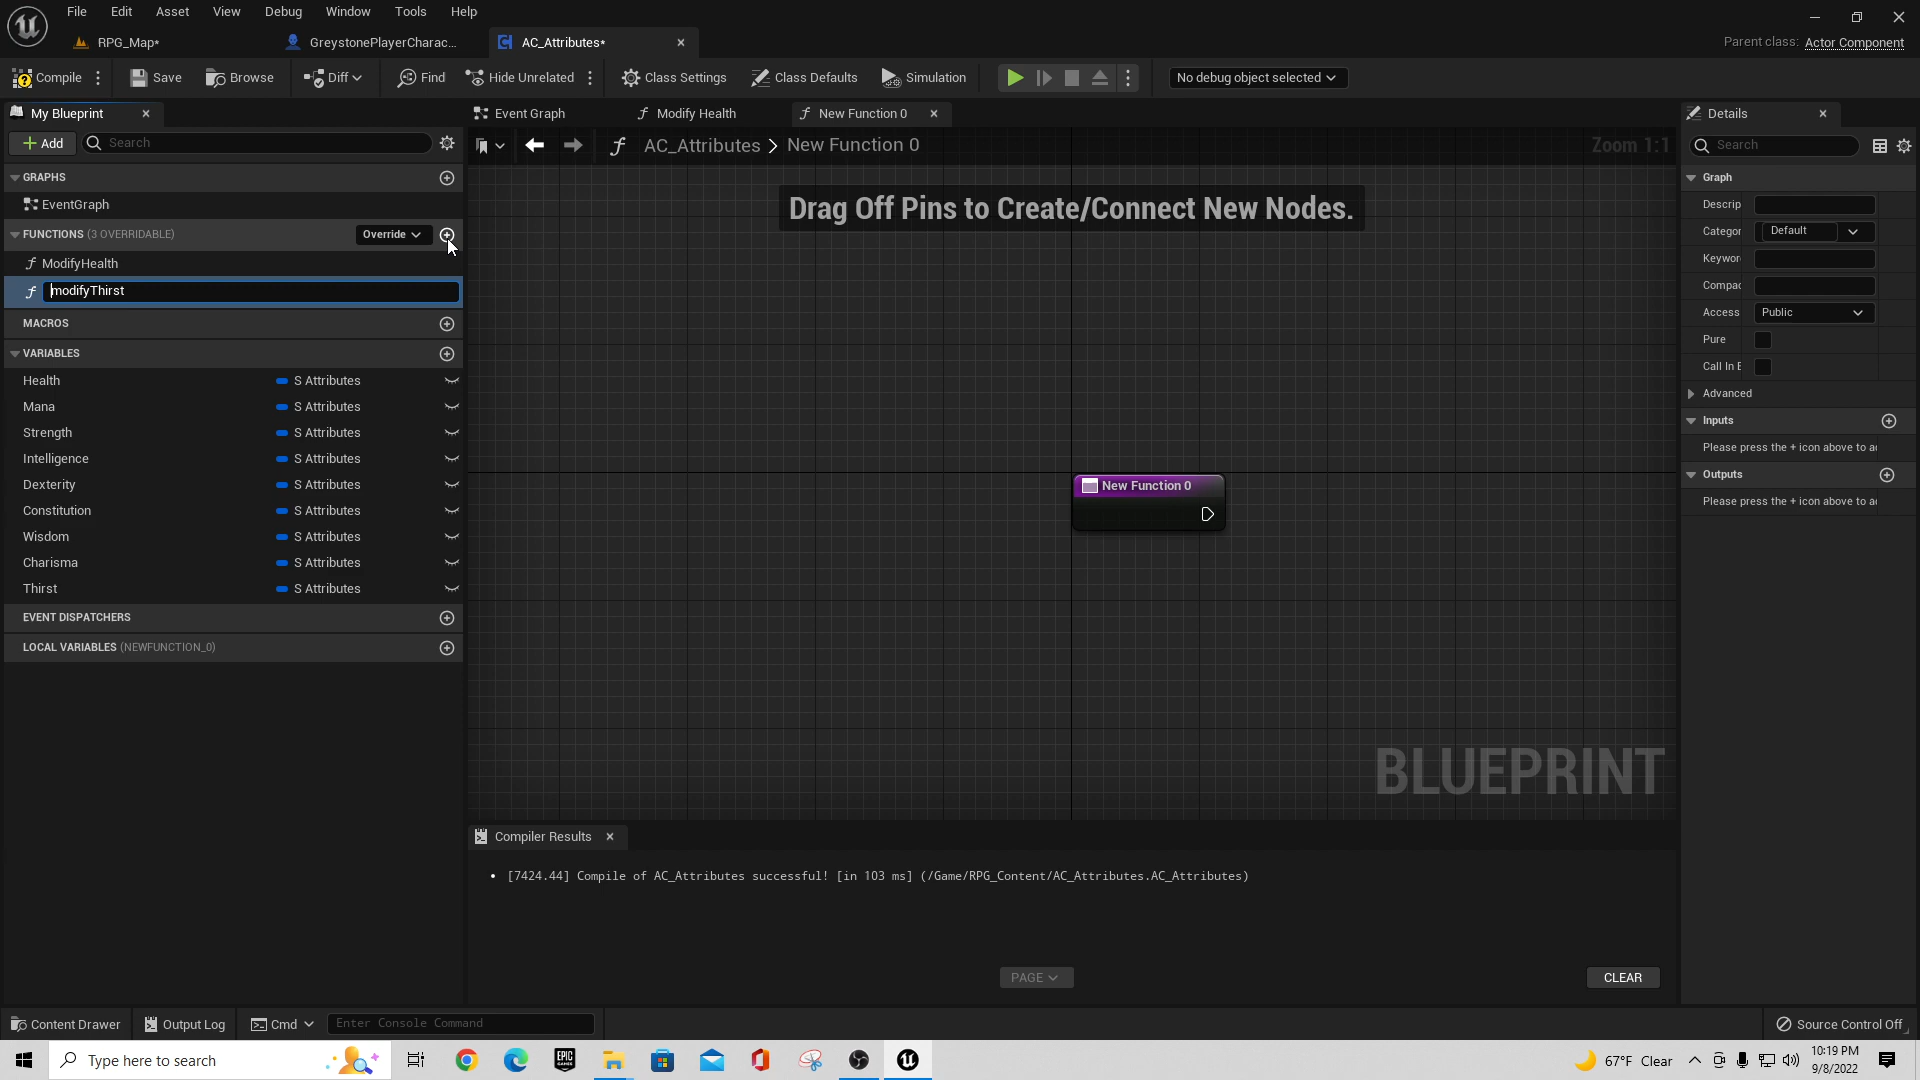 File Edit Asset View Debug Window Tools Help
RPG_Map* GreystonePlayerCharac... AC_Attributes*
Parent class: Actor Component
Compile Save Browse Diff Find Hide Unrelated Class Settings Class Defaults Simulation No debug object selected
My Blueprint Event Graph Modify Health New Function 0 Details
Add Search AC_Attributes > New Function 0 Zoom 1:1 Search
GRAPHS
EventGraph
FUNCTIONS (3 OVERRIDABLE) Override
ModifyHealth
modifyThirst
MACROS
VARIABLES
Health S Attributes
Mana S Attributes
Strength S Attributes
Intelligence S Attributes
Dexterity S Attributes
Constitution S Attributes
Wisdom S Attributes
Charisma S Attributes
Thirst S Attributes
EVENT DISPATCHERS
LOCAL VARIABLES (NEWFUNCTION_0)
Drag Off Pins to Create/Connect New Nodes.
New Function 0
BLUEPRINT
Graph
Descrip
Categor Default
Keywor
Compac
Access Public
Pure
Call In E
Advanced
Inputs
Please press the + icon above to a
Outputs
Please press the + icon above to a
Compiler Results
• [7424.44] Compile of AC_Attributes successful! [in 103 ms] (/Game/RPG_Content/AC_Attributes.AC_Attributes)
PAGE CLEAR
Content Drawer Output Log Cmd Enter Console Command Source Control Off
Type here to search EPIC GAMES 67°F Clear 10:19 PM
9/8/2022